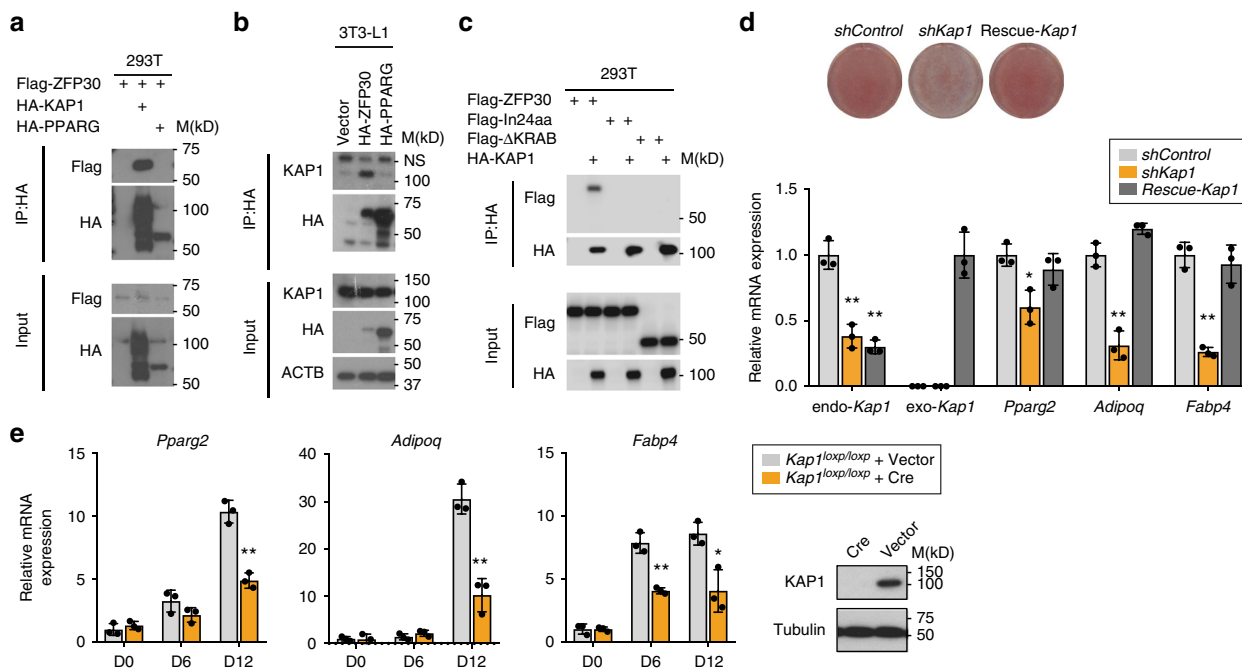 a
293T
Flag-ZFP30 + + +
HA-KAP1 +
HA-PPARG + M(kD)
IP:HA
Flag
75
50
HA
100
50
Input
Flag
75
50
HA
100
50
b
3T3-L1
Vector
HA-ZFP30
HA-PPARG
M(kD)
IP:HA
KAP1
NS
100
HA
75
50
Input
KAP1
150
100
HA
75
50
37
ACTB
50
37
c
293T
Flag-ZFP30 + +
Flag-In24aa + +
Flag-ΔKRAB + +
HA-KAP1 + + + M(kD)
IP:HA
Flag
50
HA
100
Input
Flag
50
HA
100
d
shControl shKap1 Rescue-Kap1
shControl
shKap1
Rescue-Kap1
Relative mRNA expression
1.5
1.0
0.5
0.0
** ** * ** **
endo-Kap1 exo-Kap1 Pparg2 Adipoq Fabp4
e
Relative mRNA
expression
Pparg2
15
10
5
0
**
D0 D6 D12
Adipoq
40
30
20
10
0
**
D0 D6 D12
Fabp4
15
10
5
0
** *
D0 D6 D12
Kap1loxp/loxp + Vector
Kap1loxp/loxp + Cre
Cre
Vector
M(kD)
KAP1
150
100
Tubulin
75
50